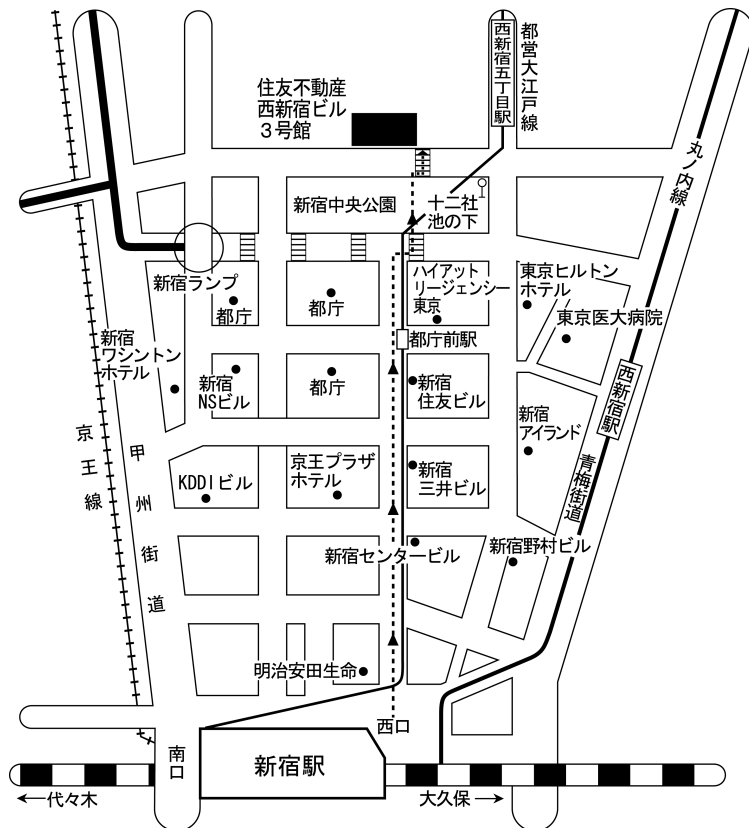 住友不動産
西新宿ビル
３号館
西新宿五丁目駅
都営大江戸線
丸ノ内線
新宿中央公園
十二社
池の下
新宿ランプ
都庁
都庁
ハイアット
リージェンシー
東京
東京ヒルトン
ホテル
東京医大病院
都庁前駅
新宿
ワシントン
ホテル
新宿
NSビル
都庁
新宿
住友ビル
新宿
アイランド
西新宿駅
京王線
甲州街道
KDDIビル
京王プラザ
ホテル
新宿
三井ビル
青梅街道
新宿センタービル
新宿野村ビル
明治安田生命
西口
南口
新宿駅
←代々木
大久保→